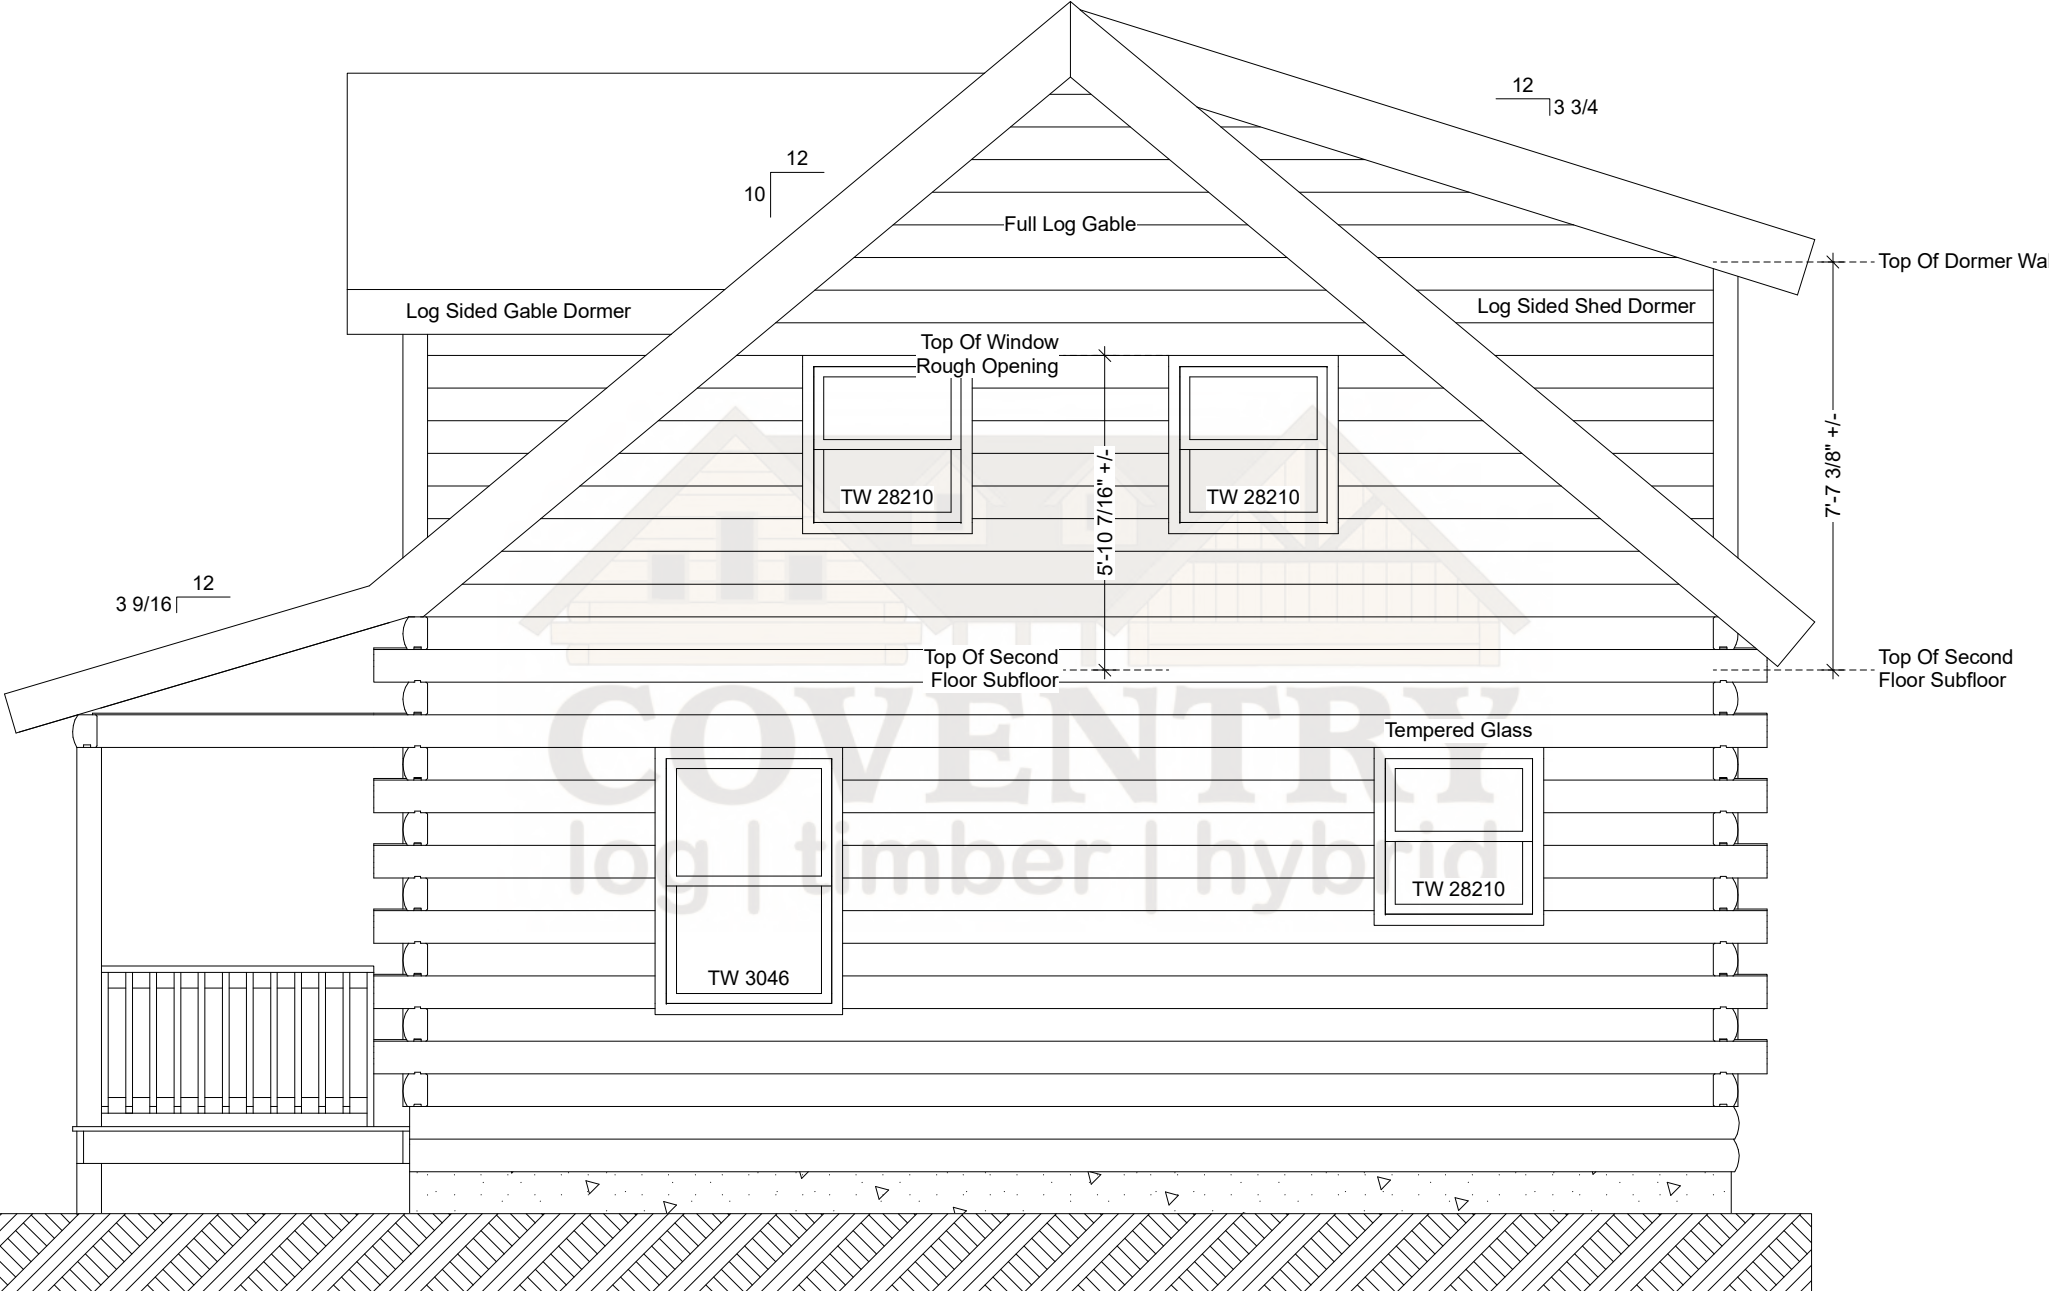 12
3 3/4
12
10
Full Log Gable
Top Of Dormer Wal
Log Sided Gable Dormer
Log Sided Shed Dormer
Top Of Window
Rough Opening
TW 28210
TW 28210
5'-10 7/16" +/-
7'-7 3/8" +/-
12
3 9/16
Top Of Second
Floor Subfloor
Top Of Second
Floor Subfloor
COVENTRY
Tempered Glass
log | timber | hybrid
TW 28210
TW 3046